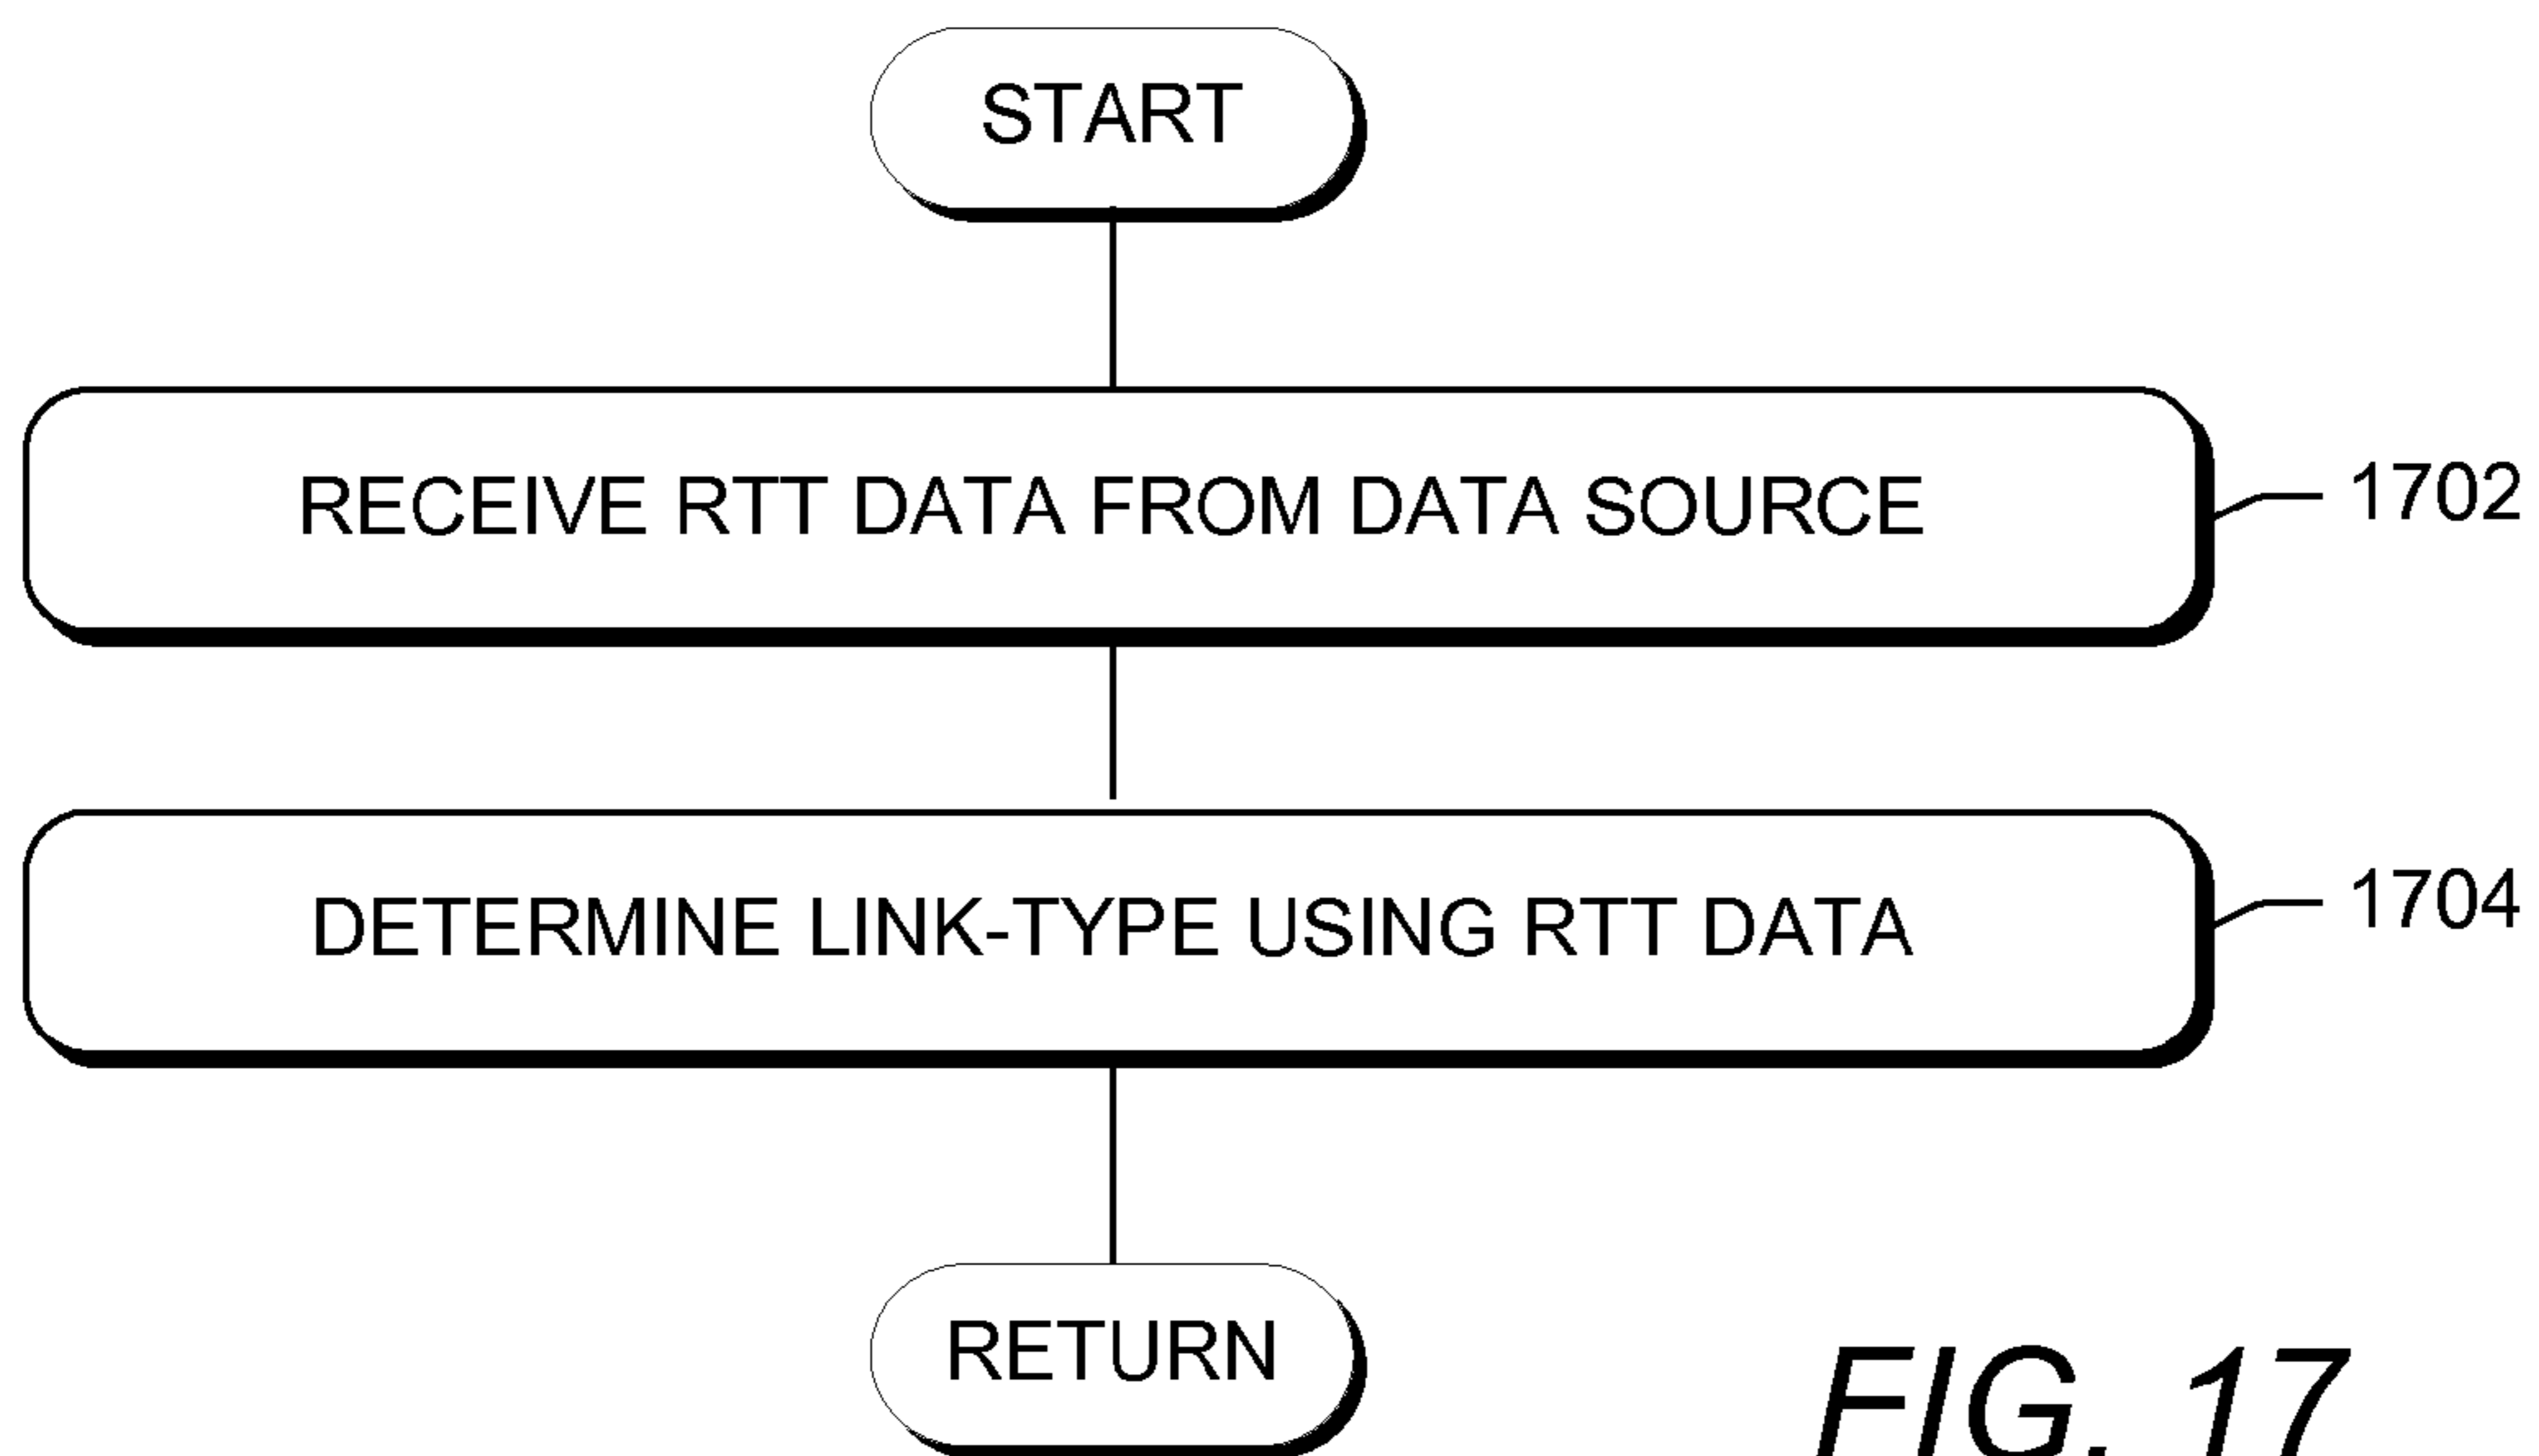 START
RECEIVE RTT DATA FROM DATA SOURCE
1702
DETERMINE LINK-TYPE USING RTT DATA
1704
RETURN
FIG. 17